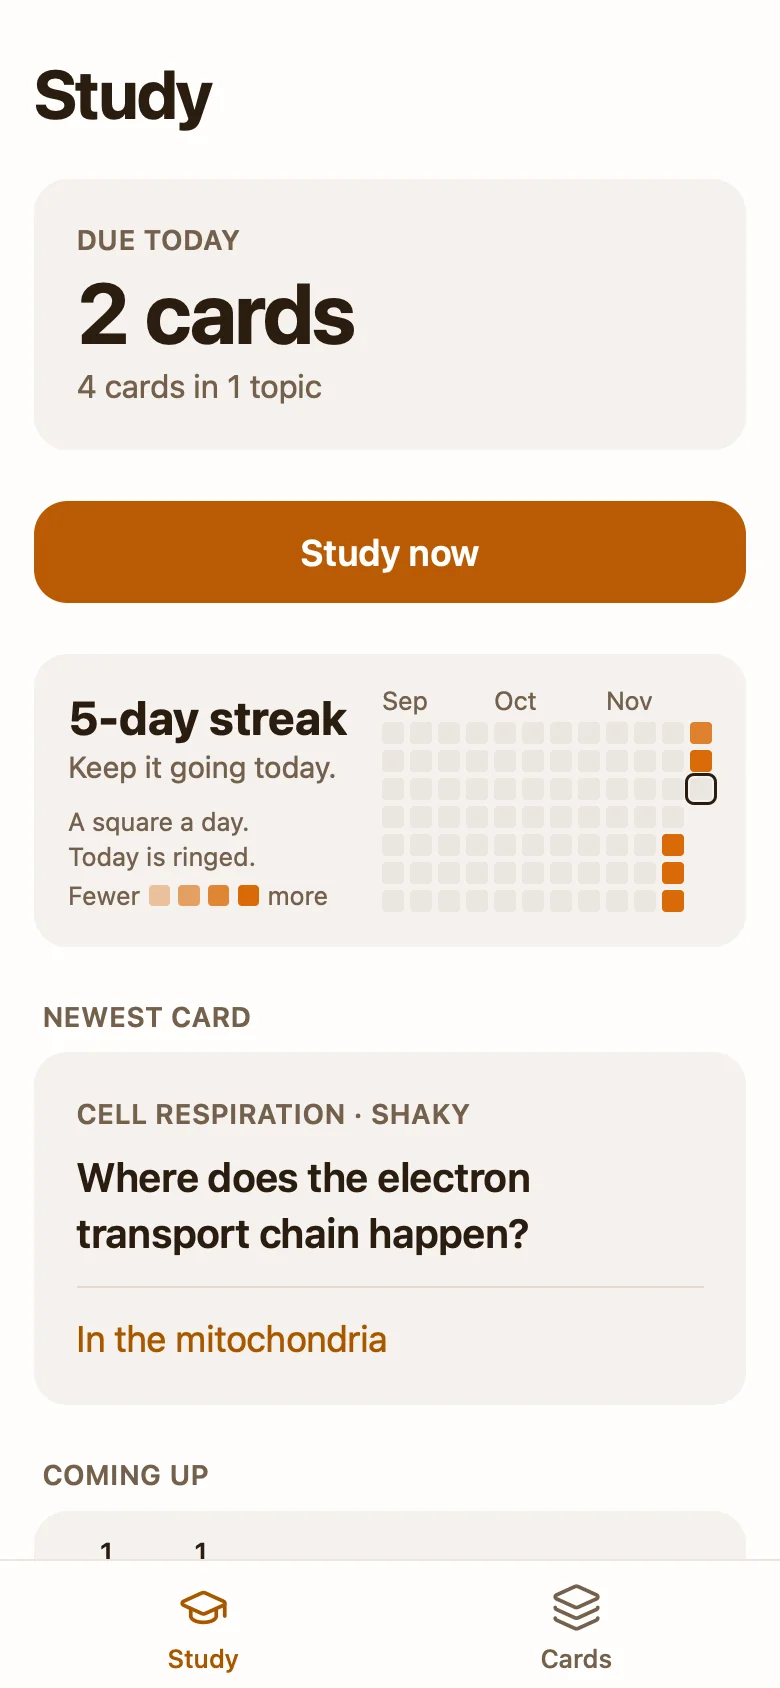 Study
DUE TODAY
2 cards
4 cards in 1 topic
Study now
5-day streak
Keep it going today.
A square a day.
Today is ringed.
Fewer more
Sep Oct Nov
NEWEST CARD
CELL RESPIRATION · SHAKY
Where does the electron
transport chain happen?
In the mitochondria
COMING UP
1 1
Study Cards